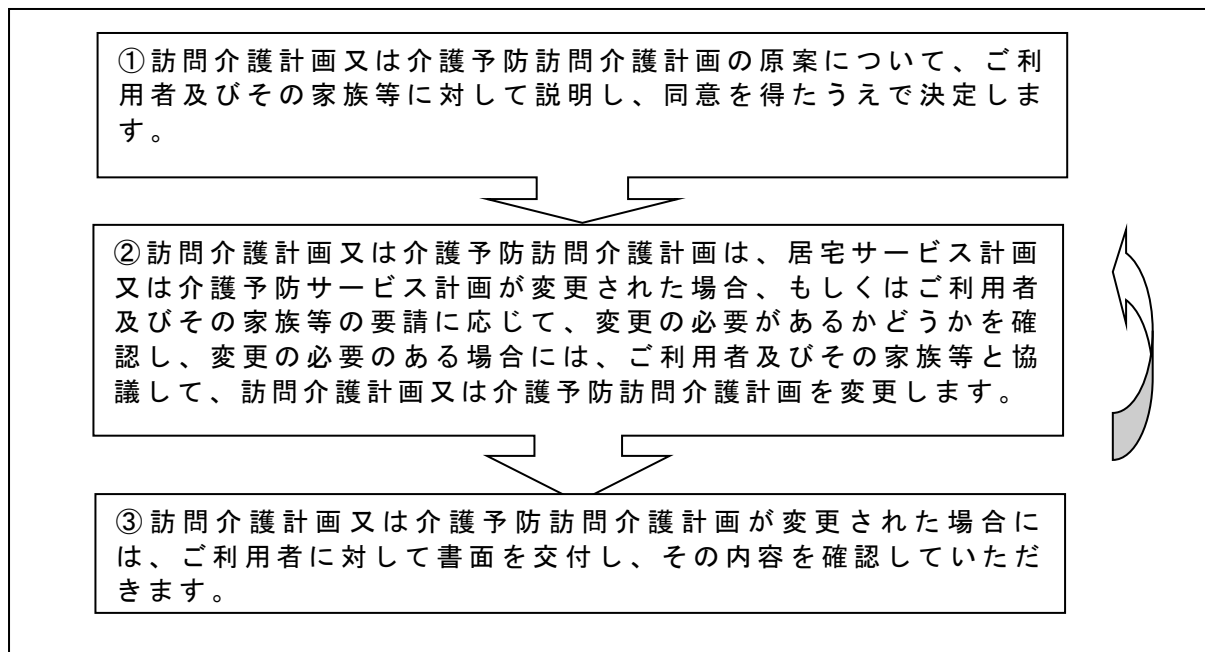 ①訪問介護計画又は介護予防訪問介護計画の原案について、ご利
用者及びその家族等に対して説明し、同意を得たうえで決定しま
す。
②訪問介護計画又は介護予防訪問介護計画は、居宅サービス計画
又は介護予防サービス計画が変更された場合、もしくはご利用者
及びその家族等の要請に応じて、変更の必要があるかどうかを確
認し、変更の必要のある場合には、ご利用者及びその家族等と協
議して、訪問介護計画又は介護予防訪問介護計画を変更します。
③訪問介護計画又は介護予防訪問介護計画が変更された場合に
は、ご利用者に対して書面を交付し、その内容を確認していただ
きます。